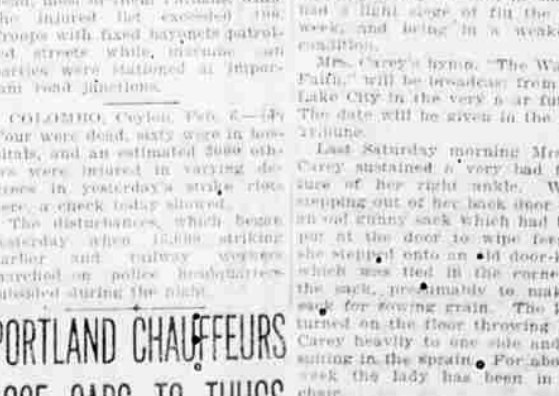 the injured list exceeded
Troops with fixed bayonets patrol-
ed streets while, marine
parties were stationed at impor-
road junctions.
COLOMBO, Ceylon, Feb. 6—
Four were dead, sixty were in hos-
pitals, and an estimated 3000 oth-
ers were injured in varying de-
grees in yesterday's strike riots
here, a check today showed.
The disturbances, which began
yesterday when 15,000 striking
and railway workers
marched on police headquarters
subsided during the night.
PORTLAND CHAUFFEURS
CARS TO THUGS
had a light siege of flu the
week, and being in a weake
condition.
Mrs. Carey's hymn, "The Wa
Faith," will be broadcast from
Lake City in the very near fut
The date will be given in the
Tribune.
Last Saturday morning Mrs
Carey sustained a very bad f
ture of her right ankle. W
stepping out of her back door
an old gunny sack which had
put at the door to wipe fee
she stepped onto an old door-k
which was tied in the corne
the sack, presumably to mak
sack for sowing grain. The
turned on the floor throwing
Carey heavily to one side and
sulting in the sprain. For abo
week the lady has been in
chair.